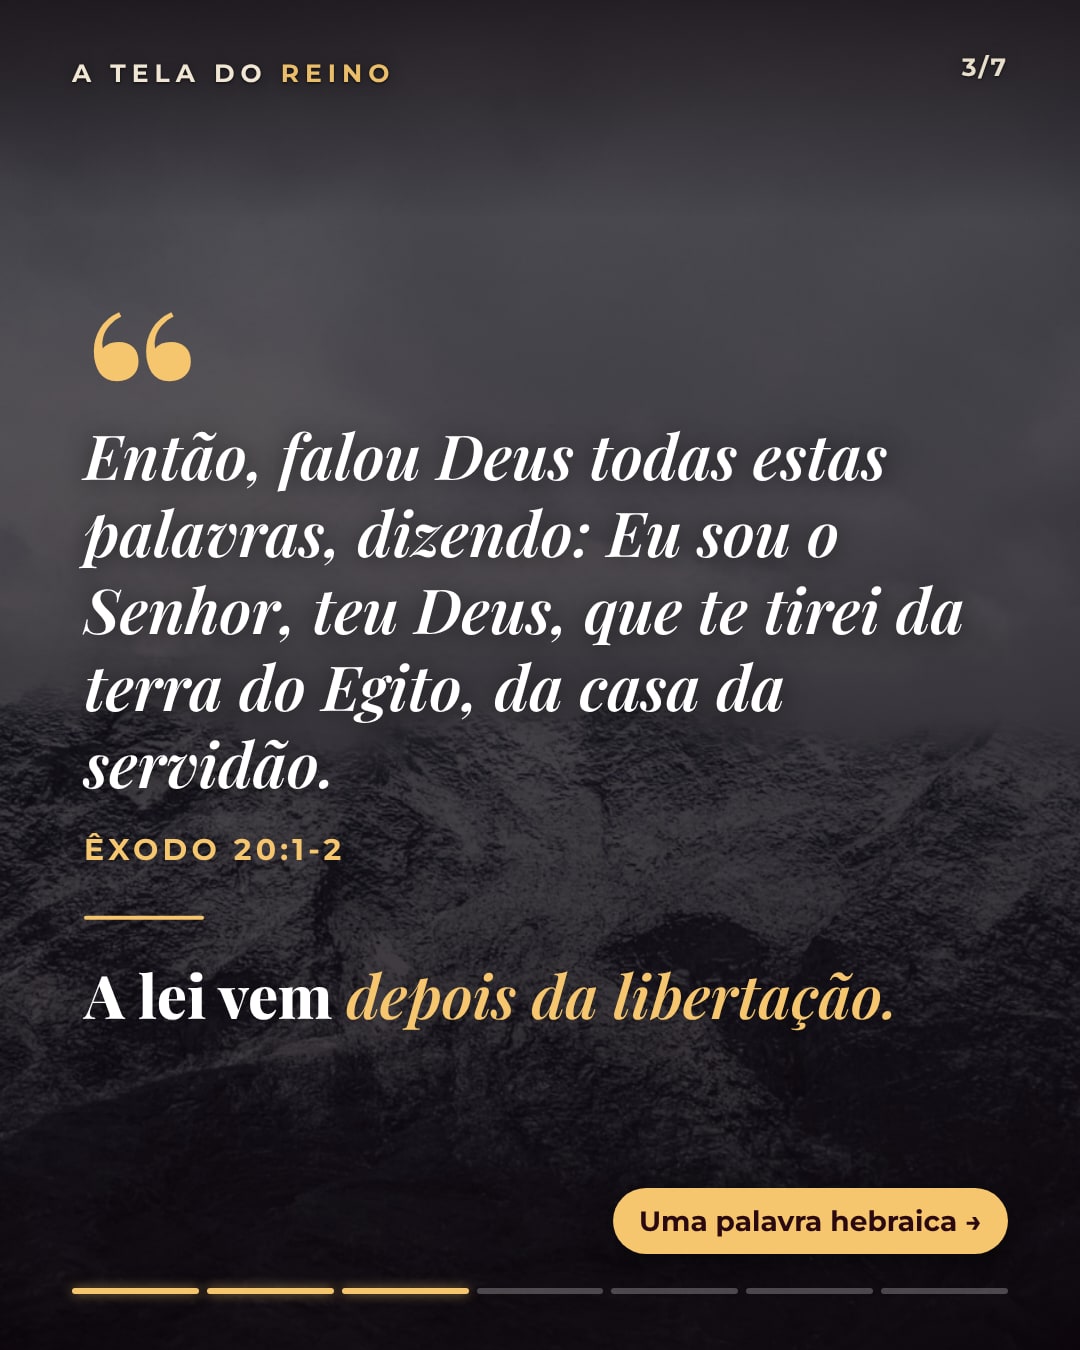 A TELA DO REINO
3/7
“
Então, falou Deus todas estas
palavras, dizendo: Eu sou o
Senhor, teu Deus, que te tirei da
terra do Egito, da casa da
servidão.
ÊXODO 20:1-2
A lei vem depois da libertação.
Uma palavra hebraica →